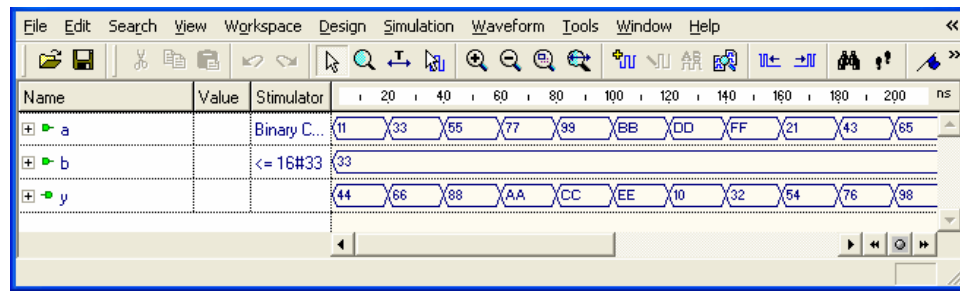 File Edit Search View Workspace Design Simulation Waveform Tools Window Help «
»
Name Value Stimulator 20 40 60 80 100 120 140 160 180 200 ns
a Binary C... 11 33 55 77 99 BB DD FF 21 43 65
b <= 16#33 33
y 44 66 88 AA CC EE 10 32 54 76 98